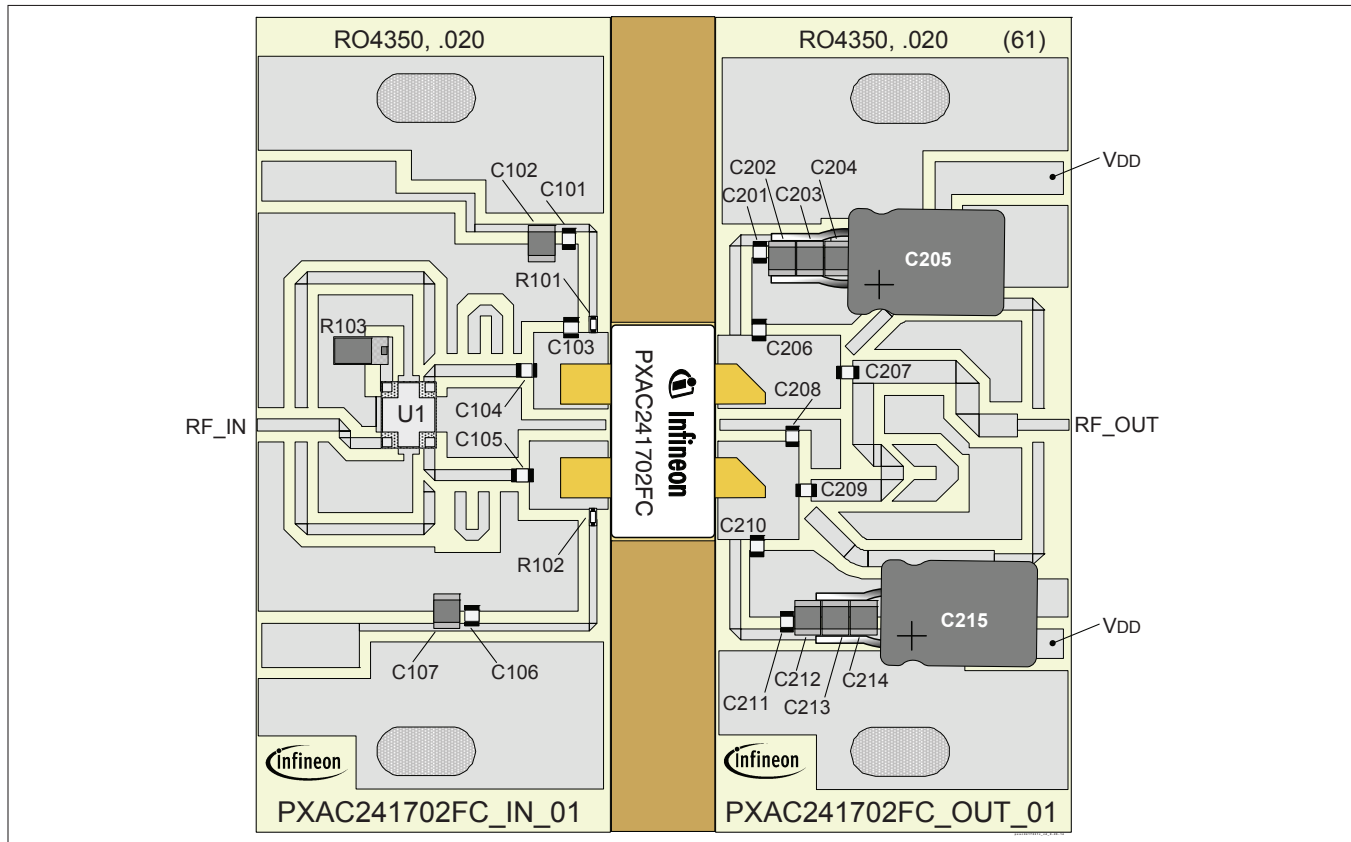 RO4350, .020
RO4350, .020 (61)
VDD
C102
C101
C202
C204
C201
C203
C205
R101
R103
C103
C206
C207
C208
U1
C104
RF_IN
C105
Infineon
PXAC241702FC
RF_OUT
C209
C210
R102
C215
VDD
C107
C106
C212
C214
C211
C213
infineon
infineon
PXAC241702FC_IN_01
PXAC241702FC_OUT_01